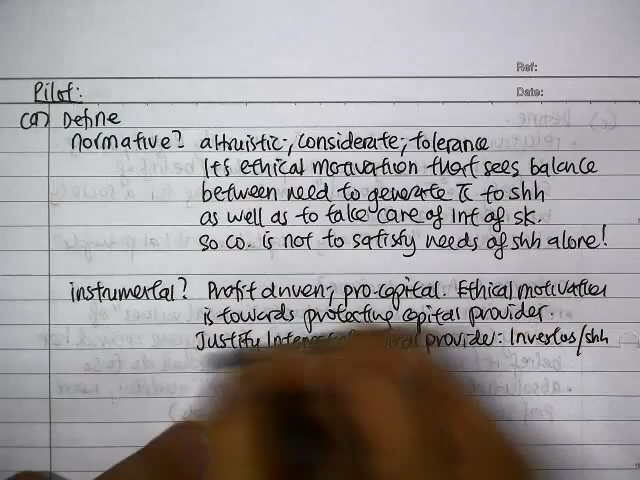 Ref:
Date:
Pilot:
(a) Define
normative? altruistic, considerate, tolerance
It's ethical motivation that sees balance
between need to generate π to shh
as well as to take care of int of sk.
So co. is not to satisfy needs of shh alone!
instrumental? Profit driven; pro-capital. Ethical motivation
is towards protecting capital provider.
Justify provider: Investors/shh